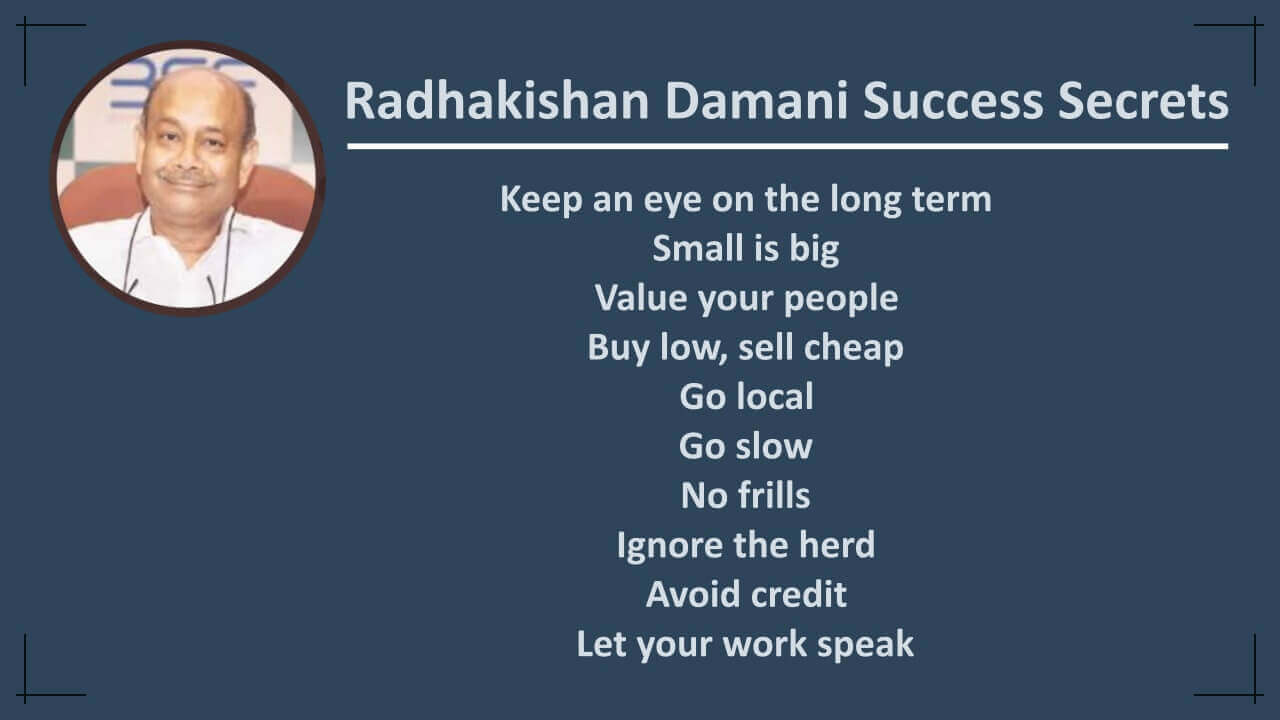 Radhakishan Damani Success Secrets
Keep an eye on the long term
Small is big
Value your people
Buy low, sell cheap
Go local
Go slow
No frills
Ignore the herd
Avoid credit
Let your work speak